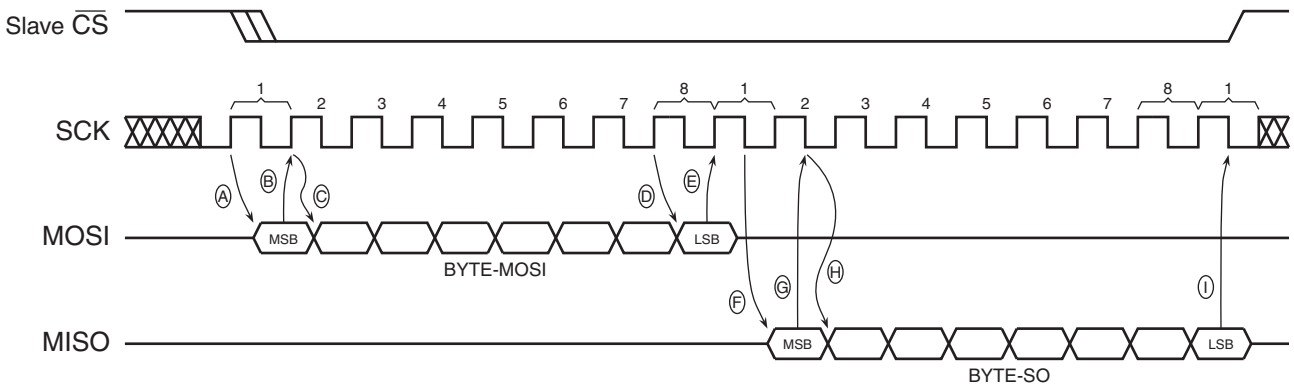 Slave C̅S̅
1 2 3 4 5 6 7 8 1 2 3 4 5 6 7 8 1
SCK
A B C D E
MOSI MSB LSB
BYTE-MOSI
F G H I
MISO MSB LSB
BYTE-SO